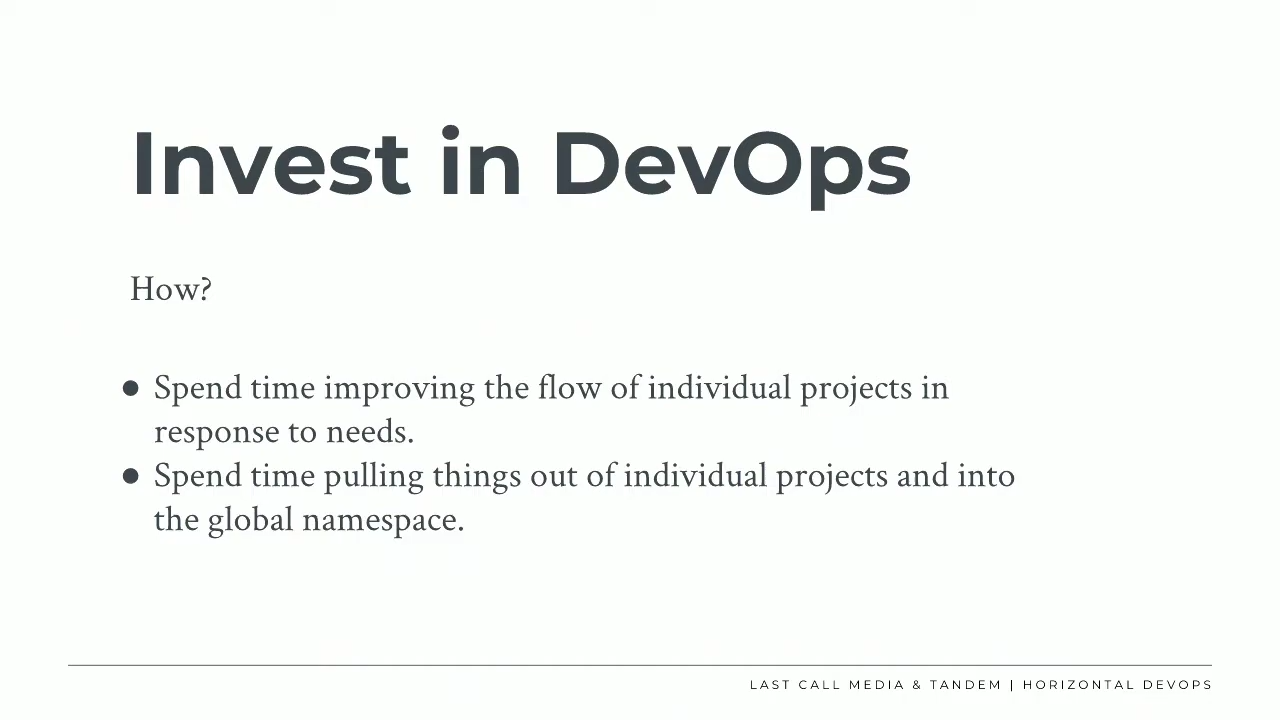 Invest in DevOps
How?
● Spend time improving the flow of individual projects in
response to needs.
● Spend time pulling things out of individual projects and into
the global namespace.
LAST CALL MEDIA & TANDEM | HORIZONTAL DEVOPS